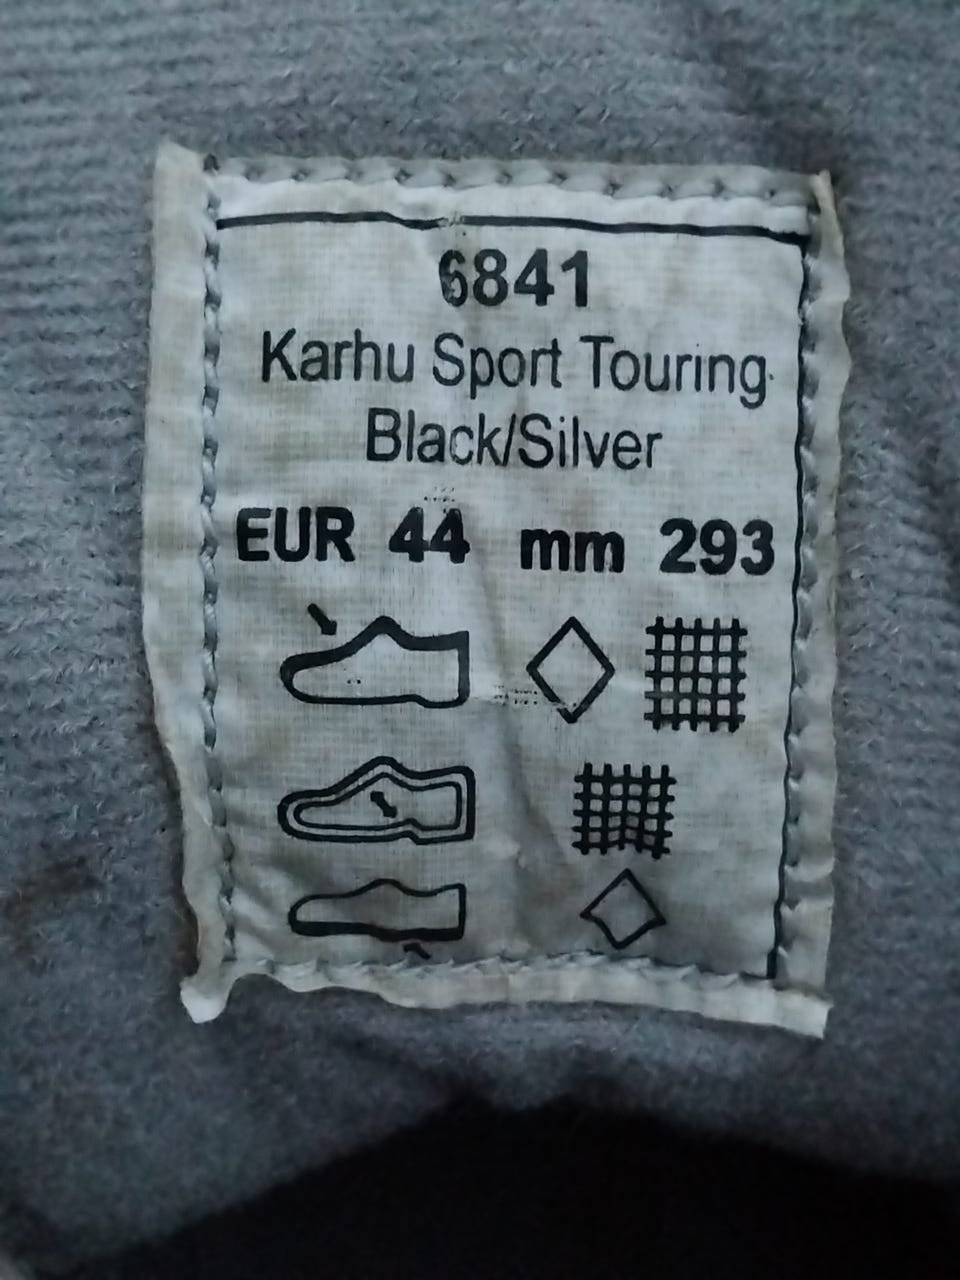 6841
Karhu Sport Touring
Black/Silver
EUR 44 mm 293